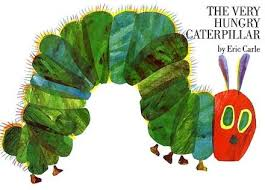 THE VERY
HUNGRY
CATERPILLAR
by Eric Carle